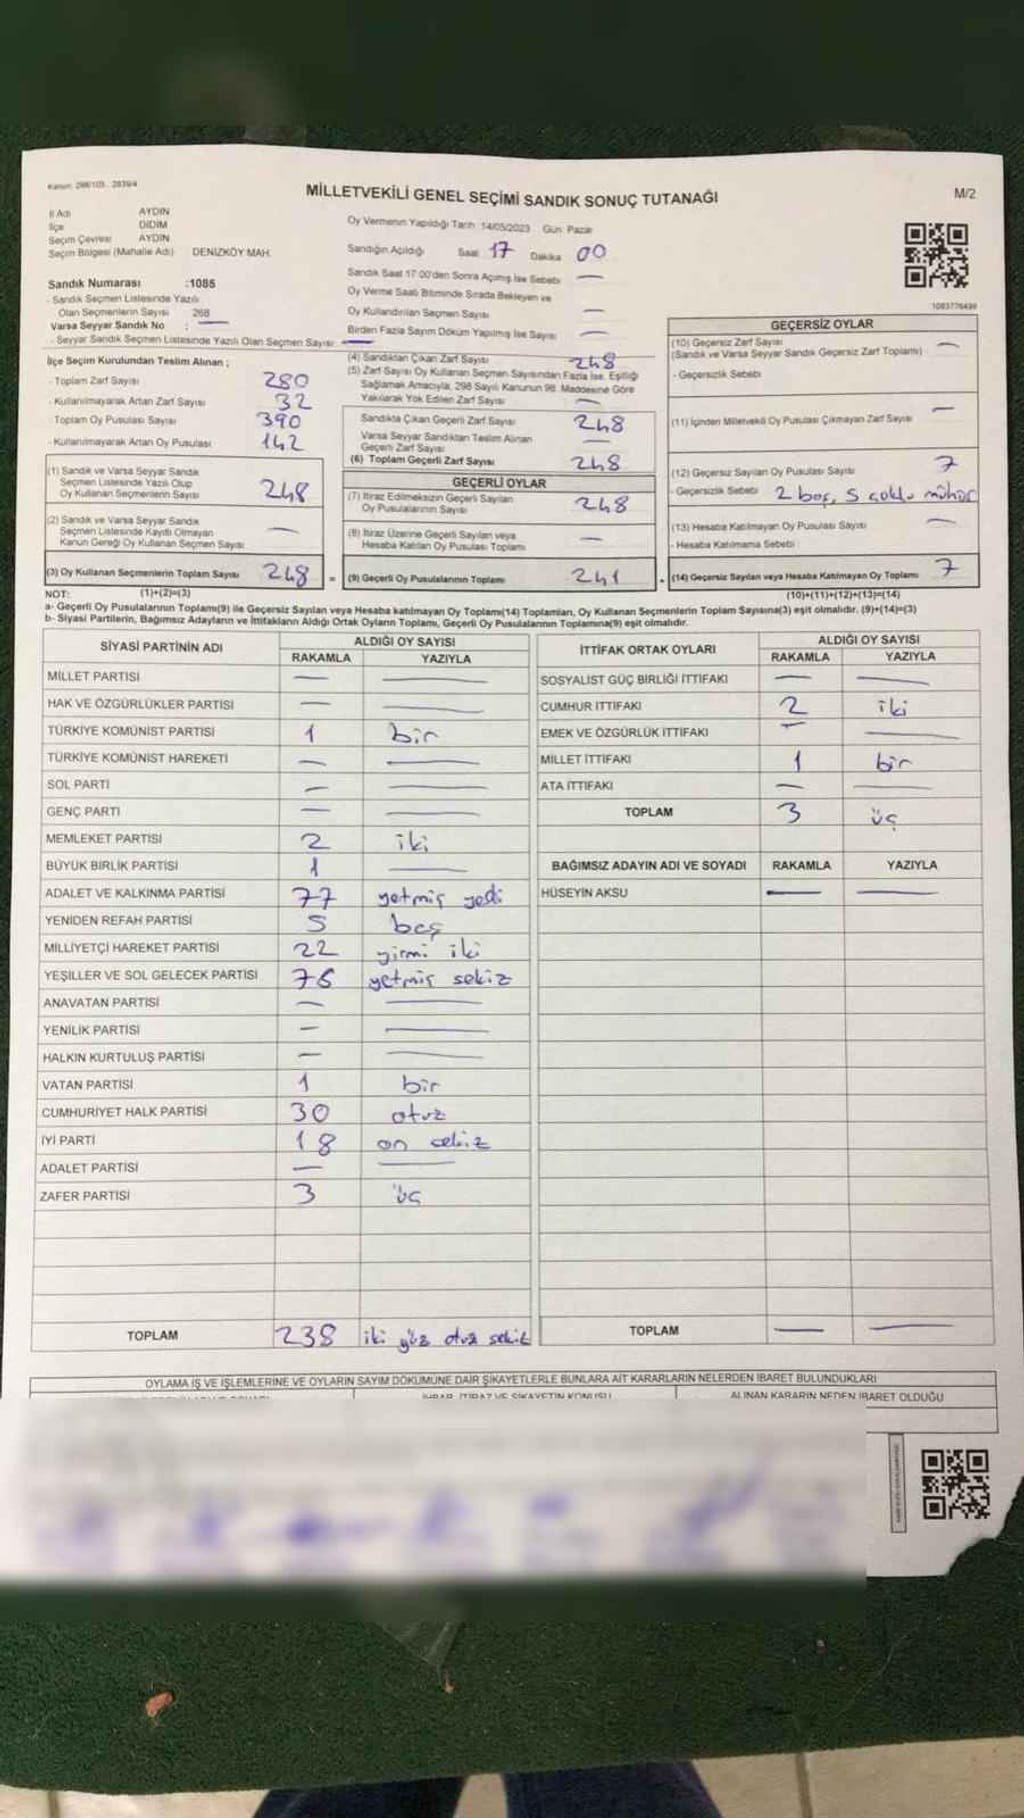 Kanun: 298/105, 2839/4
MİLLETVEKİLİ GENEL SEÇİMİ SANDIK SONUÇ TUTANAĞI
M/2
İl Adı AYDIN
İlçe DİDİM
Seçim Çevresi AYDIN
Seçim Bölgesi (Mahalle Adı) DENİZKÖY MAH.
Sandık Numarası :1085
- Sandık Seçmen Listesinde Yazılı
Olan Seçmenlerin Sayısı 268
Varsa Seyyar Sandık No : —
- Seyyar Sandık Seçmen Listesinde Yazılı Olan Seçmen Sayısı —
İlçe Seçim Kurulundan Teslim Alınan ;
- Toplam Zarf Sayısı 280
- Kullanılmayarak Artan Zarf Sayısı 32
- Toplam Oy Pusulası Sayısı 390
- Kullanılmayarak Artan Oy Pusulası 142
(1) Sandık ve Varsa Seyyar Sandık
Seçmen Listesinde Yazılı Olup
Oy Kullanan Seçmenlerin Sayısı 248
(2) Sandık ve Varsa Seyyar Sandık
Seçmen Listesinde Kayıtlı Olmayan
Kanun Gereği Oy Kullanan Seçmen Sayısı —
(3) Oy Kullanan Seçmenlerin Toplam Sayısı 248
(1)+(2)=(3)
Oy Vermenin Yapıldığı Tarih :14/05/2023 Gün: Pazar
Sandığın Açıldığı Saat 17 Dakika 00
Sandık Saat 17:00'den Sonra Açılmış İse Sebebi —
Oy Verme Saati Bitiminde Sırada Bekleyen ve
Oy Kullandırılan Seçmen Sayısı —
Birden Fazla Sayım Döküm Yapılmış İse Sayısı —
(4) Sandıktan Çıkan Zarf Sayısı 248
(5) Zarf Sayısı Oy Kullanan Seçmen Sayısından Fazla İse, Eşitliği
Sağlamak Amacıyla, 298 Sayılı Kanunun 98. Maddesine Göre
Yakılarak Yok Edilen Zarf Sayısı —
Sandıkta Çıkan Geçerli Zarf Sayısı 248
Varsa Seyyar Sandıktan Teslim Alınan
Geçerli Zarf Sayısı —
(6) Toplam Geçerli Zarf Sayısı 248
GEÇERLİ OYLAR
(7) İtiraz Edilmeksizin Geçerli Sayılan
Oy Pusulalarının Sayısı 248
(8) İtiraz Üzerine Geçerli Sayılan veya
Hesaba Katılan Oy Pusulası Toplamı —
= (9) Geçerli Oy Pusulalarının Toplamı 241
1083776499
GEÇERSİZ OYLAR
(10) Geçersiz Zarf Sayısı —
(Sandık ve Varsa Seyyar Sandık Geçersiz Zarf Toplamı)
- Geçersizlik Sebebi
(11) İçinden Milletvekili Oy Pusulası Çıkmayan Zarf Sayısı —
(12) Geçersiz Sayılan Oy Pusulası Sayısı 7
- Geçersizlik Sebebi 2 boş, 5 çoklu mühür
(13) Hesaba Katılmayan Oy Pusulası Sayısı —
- Hesaba Katılmama Sebebi
(14) Geçersiz Sayılan veya Hesaba Katılmayan Oy Toplamı 7
(10)+(11)+(12)+(13)=(14)
NOT:
a- Geçerli Oy Pusulalarının Toplamı(9) ile Geçersiz Sayılan veya Hesaba katılmayan Oy Toplamı(14) Toplamları, Oy Kullanan Seçmenlerin Toplam Sayısına(3) eşit olmalıdır. (9)+(14)=(3)
b- Siyasi Partilerin, Bağımsız Adayların ve İttifakların Aldığı Ortak Oyların Toplamı, Geçerli Oy Pusulalarının Toplamına(9) eşit olmalıdır.
SİYASİ PARTİNİN ADI ALDIĞI OY SAYISI
RAKAMLA YAZIYLA
MİLLET PARTİSİ — —
HAK VE ÖZGÜRLÜKLER PARTİSİ — —
TÜRKİYE KOMÜNİST PARTİSİ 1 bir
TÜRKİYE KOMÜNİST HAREKETİ — —
SOL PARTİ — —
GENÇ PARTİ — —
MEMLEKET PARTİSİ 2 iki
BÜYÜK BİRLİK PARTİSİ 1 —
ADALET VE KALKINMA PARTİSİ 77 yetmiş yedi
YENİDEN REFAH PARTİSİ 5 beş
MİLLİYETÇİ HAREKET PARTİSİ 22 yirmi iki
YEŞİLLER VE SOL GELECEK PARTİSİ 78 yetmiş sekiz
ANAVATAN PARTİSİ — —
YENİLİK PARTİSİ — —
HALKIN KURTULUŞ PARTİSİ — —
VATAN PARTİSİ 1 bir
CUMHURİYET HALK PARTİSİ 30 otuz
İYİ PARTİ 18 on sekiz
ADALET PARTİSİ — —
ZAFER PARTİSİ 3 üç
TOPLAM 238 iki yüz otuz sekiz
İTTİFAK ORTAK OYLARI ALDIĞI OY SAYISI
RAKAMLA YAZIYLA
SOSYALİST GÜÇ BİRLİĞİ İTTİFAKI — —
CUMHUR İTTİFAKI 2 iki
EMEK VE ÖZGÜRLÜK İTTİFAKI — —
MİLLET İTTİFAKI 1 bir
ATA İTTİFAKI — —
TOPLAM 3 üç
BAĞIMSIZ ADAYIN ADI VE SOYADI RAKAMLA YAZIYLA
HÜSEYİN AKSU — —
TOPLAM — —
OYLAMA İŞ VE İŞLEMLERİNE VE OYLARIN SAYIM DÖKÜMÜNE DAİR ŞİKAYETLERLE BUNLARA AİT KARARLARIN NELERDEN İBARET BULUNDUKLARI
İHBAR, İTİRAZ VE ŞİKAYETİN KONUSU ALINAN KARARIN NEDEN İBARET OLDUĞU